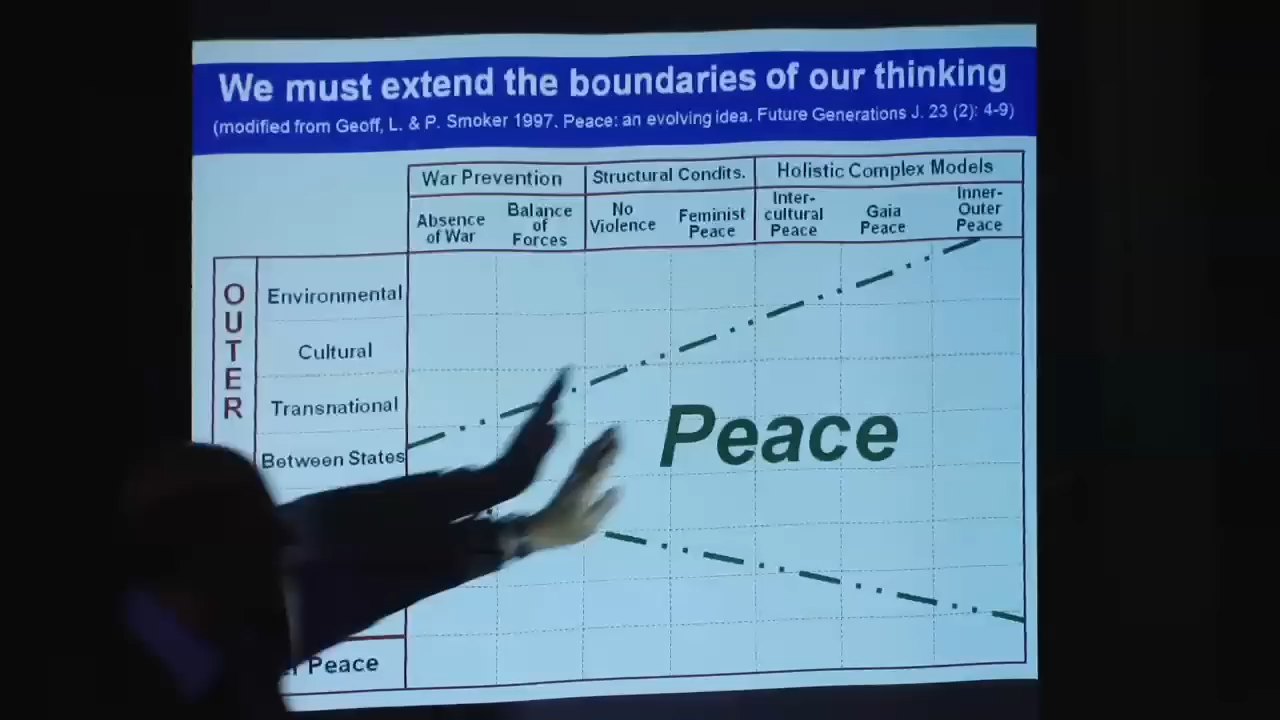 We must extend the boundaries of our thinking
(modified from Geoff, L. & P. Smoker 1997. Peace: an evolving idea. Future Generations J. 23 (2): 4-9)
War Prevention Structural Condits. Holistic Complex Models
Absence
of War
Balance
of
Forces
No
Violence
Feminist
Peace
Inter-
cultural
Peace
Gaia
Peace
Inner-
Outer
Peace
OUTER
Environmental
Cultural
Transnational
Between States
Peace
Peace